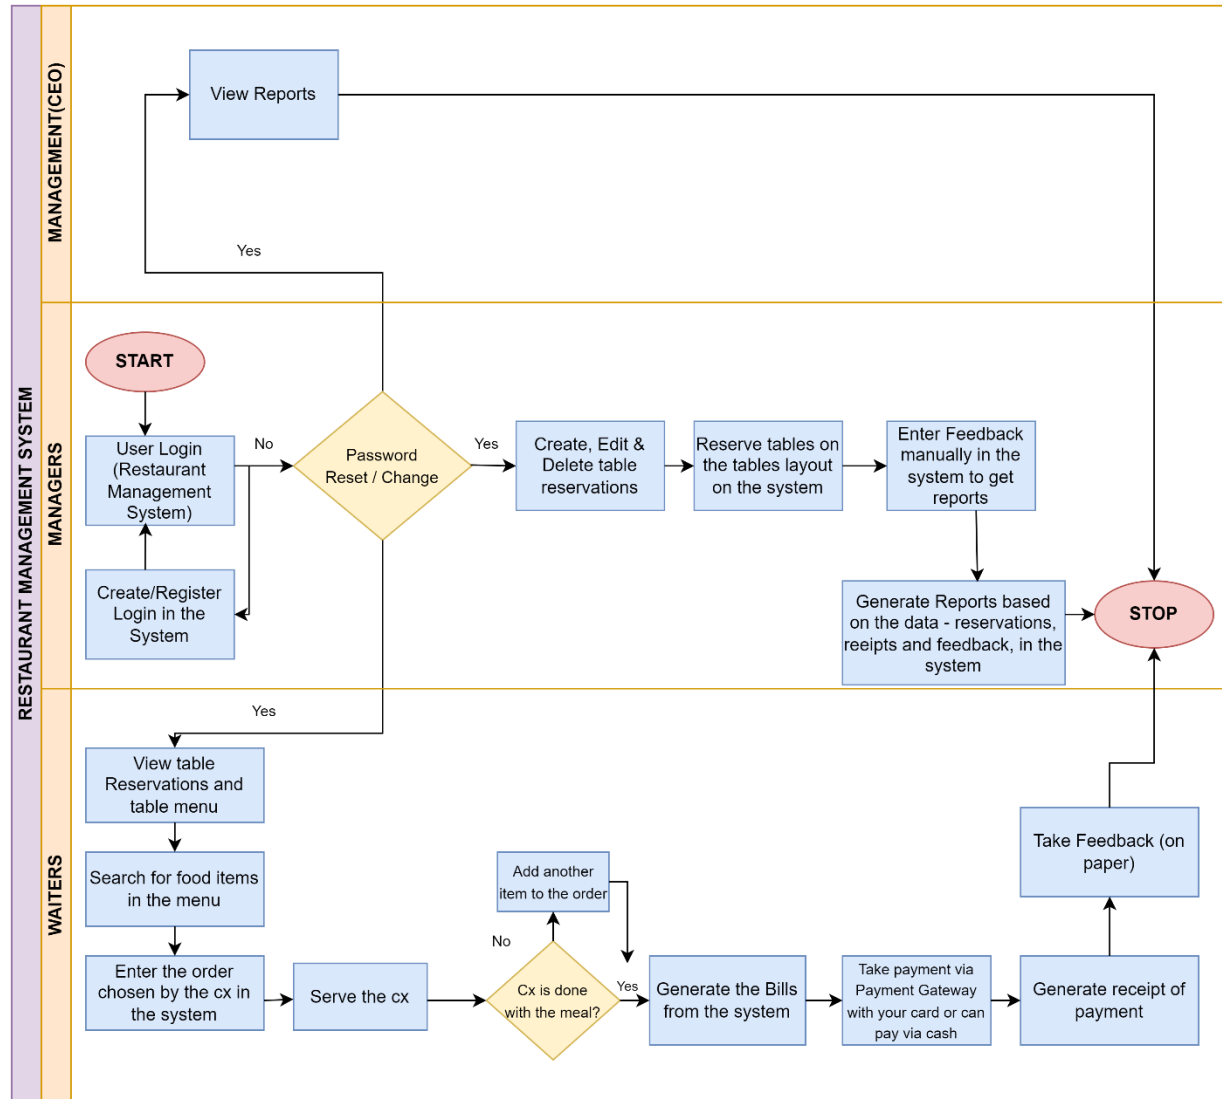 RESTAURANT MANAGEMENT SYSTEM
MANAGEMENT(CEO)
View Reports
Yes
MANAGERS
START
User Login
(Restaurant
Management
System)
No
Create/Register
Login in the
System
Password
Reset / Change
Yes
Create, Edit &
Delete table
reservations
Reserve tables on
the tables layout
on the system
Enter Feedback
manually in the
system to get
reports
Generate Reports based
on the data - reservations,
reeipts and feedback, in the
system
STOP
WAITERS
Yes
View table
Reservations and
table menu
Search for food items
in the menu
Enter the order
chosen by the cx in
the system
Serve the cx
Cx is done
with the meal?
No
Add another
item to the order
Yes
Generate the Bills
from the system
Take payment via
Payment Gateway
with your card or can
pay via cash
Generate receipt of
payment
Take Feedback (on
paper)